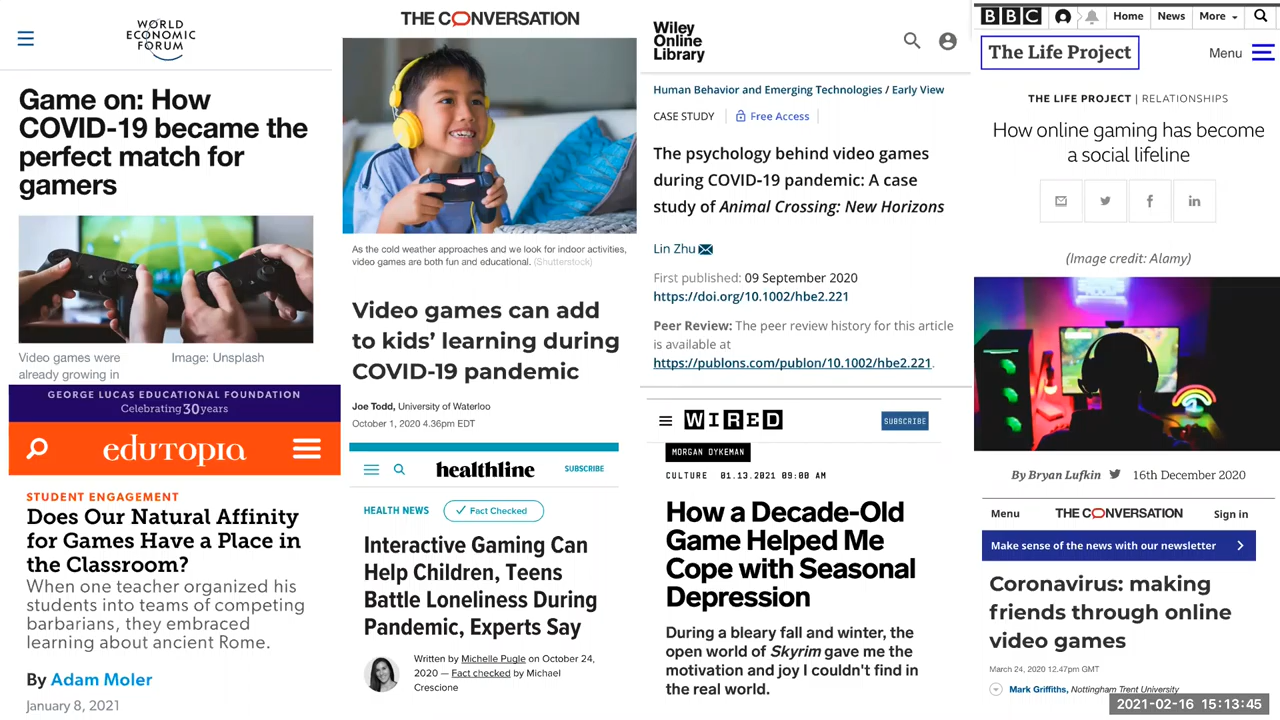 WORLD
ECONOMIC
FORUM
Game on: How
COVID-19 became the
perfect match for
gamers
Video games were
already growing in
Image: Unsplash
GEORGE LUCAS EDUCATIONAL FOUNDATION
Celebrating 30 years
edutopia
STUDENT ENGAGEMENT
Does Our Natural Affinity
for Games Have a Place in
the Classroom?
When one teacher organized his
students into teams of competing
barbarians, they embraced
learning about ancient Rome.
By Adam Moler
January 8, 2021
THE CONVERSATION
As the cold weather approaches and we look for indoor activities,
video games are both fun and educational. (Shutterstock)
Video games can add
to kids’ learning during
COVID-19 pandemic
Joe Todd, University of Waterloo
October 1, 2020 4.36pm EDT
healthline
SUBSCRIBE
HEALTH NEWS
Fact Checked
Interactive Gaming Can
Help Children, Teens
Battle Loneliness During
Pandemic, Experts Say
Written by Michelle Pugle on October 24,
2020 — Fact checked by Michael
Crescione
Wiley
Online
Library
Human Behavior and Emerging Technologies / Early View
CASE STUDY
Free Access
The psychology behind video games
during COVID-19 pandemic: A case
study of Animal Crossing: New Horizons
Lin Zhu
First published: 09 September 2020
https://doi.org/10.1002/hbe2.221
Peer Review: The peer review history for this article
is available at
https://publons.com/publon/10.1002/hbe2.221.
WIRED
SUBSCRIBE
MORGAN DYKEMAN
CULTURE 01.13.2021 09:00 AM
How a Decade-Old
Game Helped Me
Cope with Seasonal
Depression
During a bleary fall and winter, the
open world of Skyrim gave me the
motivation and joy I couldn't find in
the real world.
BBC
Home
News
More
The Life Project
Menu
THE LIFE PROJECT | RELATIONSHIPS
How online gaming has become
a social lifeline
(Image credit: Alamy)
By Bryan Lufkin
16th December 2020
Menu
THE CONVERSATION
Sign in
Make sense of the news with our newsletter
Coronavirus: making
friends through online
video games
March 24, 2020 12.47pm GMT
Mark Griffiths, Nottingham Trent University
2021-02-16 15:13:45